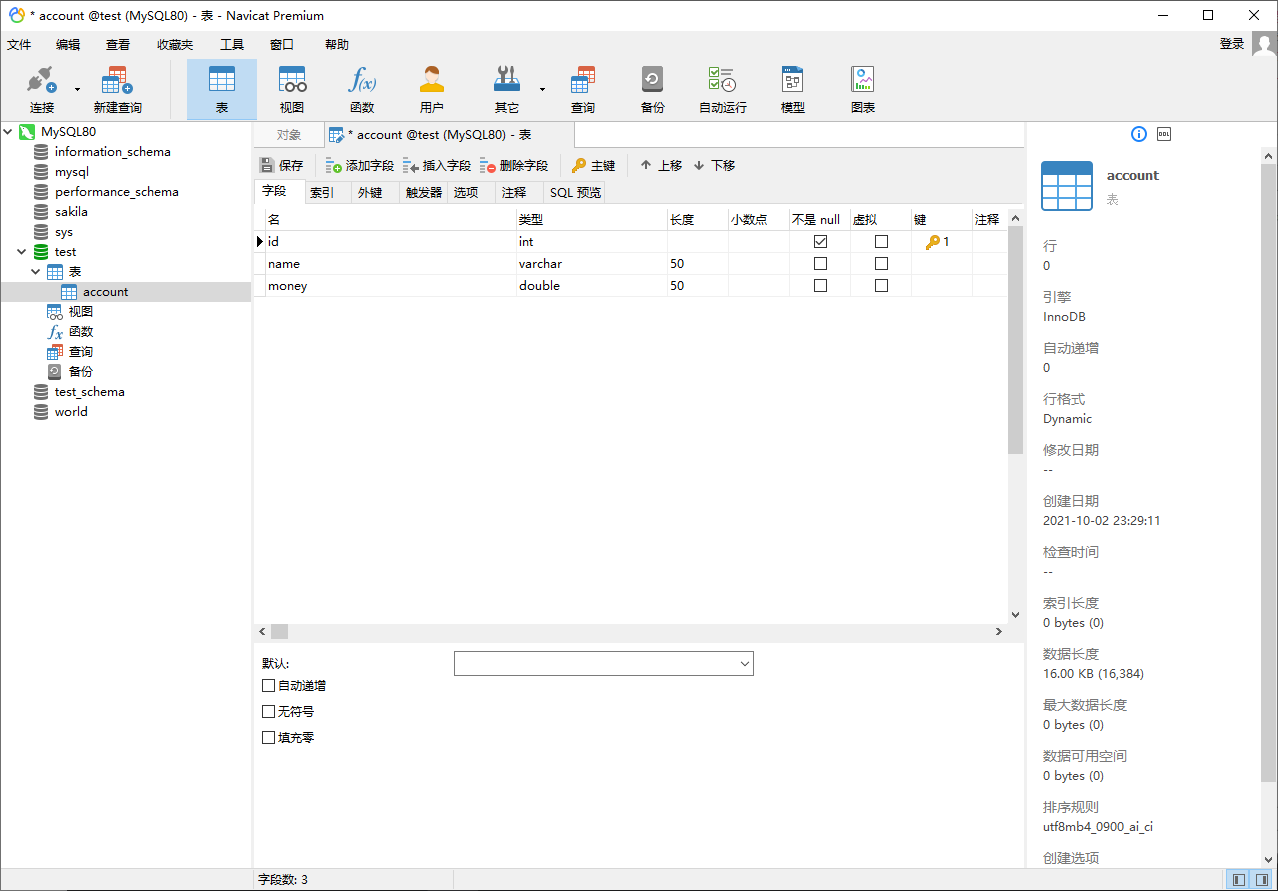 * account @test (MySQL80) - 表 - Navicat Premium
文件 编辑 查看 收藏夹 工具 窗口 帮助 登录
连接 新建查询 表 视图 函数 用户 其它 查询 备份 自动运行 模型 图表
MySQL80
information_schema
mysql
performance_schema
sakila
sys
test
表
account
视图
函数
查询
备份
test_schema
world
对象 * account @test (MySQL80) - 表
保存 添加字段 插入字段 删除字段 主键 上移 下移
字段 索引 外键 触发器 选项 注释 SQL 预览
名 类型 长度 小数点 不是 null 虚拟 键 注释
id int 1
name varchar 50
money double 50
默认:
自动递增
无符号
填充零
DDL
account
表
行
0
引擎
InnoDB
自动递增
0
行格式
Dynamic
修改日期
--
创建日期
2021-10-02 23:29:11
检查时间
--
索引长度
0 bytes (0)
数据长度
16.00 KB (16,384)
最大数据长度
0 bytes (0)
数据可用空间
0 bytes (0)
排序规则
utf8mb4_0900_ai_ci
创建选项
字段数: 3